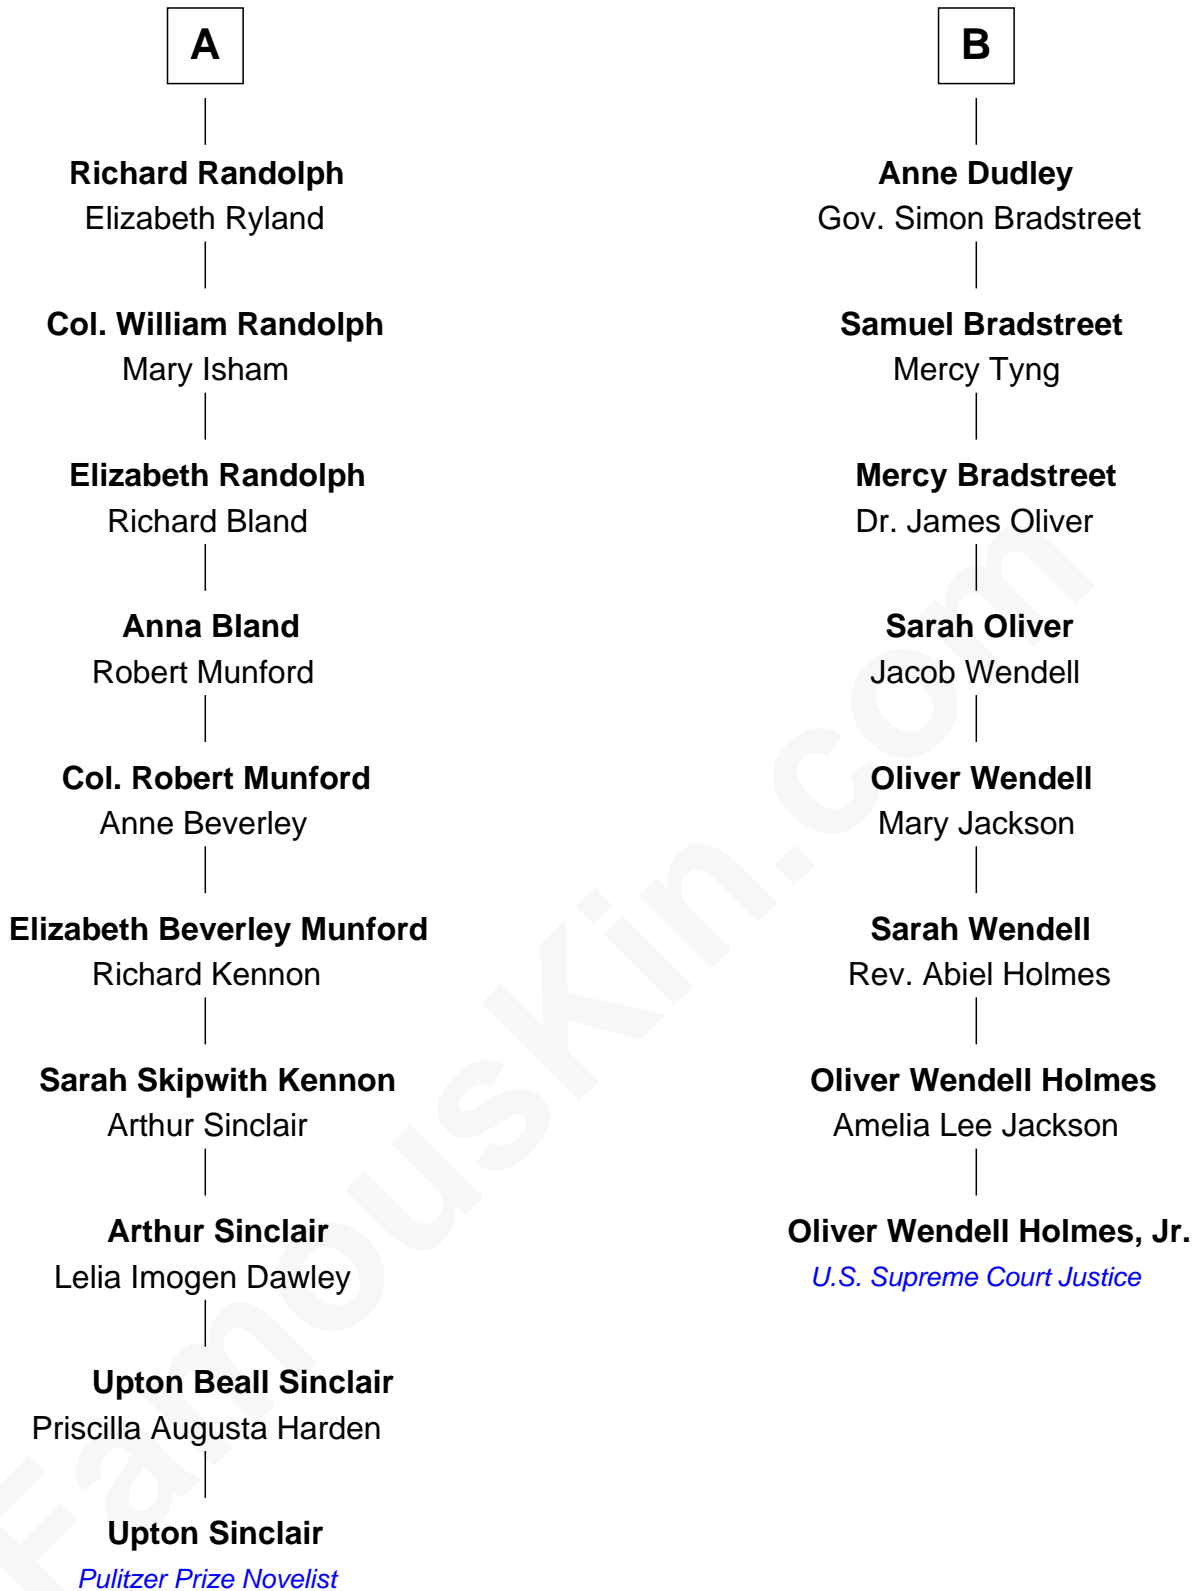 A
Richard Randolph
Elizabeth Ryland
Col. William Randolph
Mary Isham
Elizabeth Randolph
Richard Bland
Anna Bland
Robert Munford
Col. Robert Munford
Anne Beverley
Elizabeth Beverley Munford
Richard Kennon
Sarah Skipwith Kennon
Arthur Sinclair
Arthur Sinclair
Lelia Imogen Dawley
Upton Beall Sinclair
Priscilla Augusta Harden
Upton Sinclair
Pulitzer Prize Novelist
B
Anne Dudley
Gov. Simon Bradstreet
Samuel Bradstreet
Mercy Tyng
Mercy Bradstreet
Dr. James Oliver
Sarah Oliver
Jacob Wendell
Oliver Wendell
Mary Jackson
Sarah Wendell
Rev. Abiel Holmes
Oliver Wendell Holmes
Amelia Lee Jackson
Oliver Wendell Holmes, Jr.
U.S. Supreme Court Justice
FamousKin.com